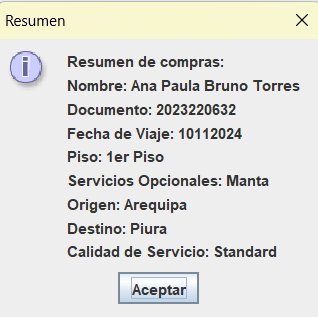 Resumen
Resumen de compras:
Nombre: Ana Paula Bruno Torres
Documento: 2023220632
Fecha de Viaje: 10112024
Piso: 1er Piso
Servicios Opcionales: Manta
Origen: Arequipa
Destino: Piura
Calidad de Servicio: Standard
Aceptar